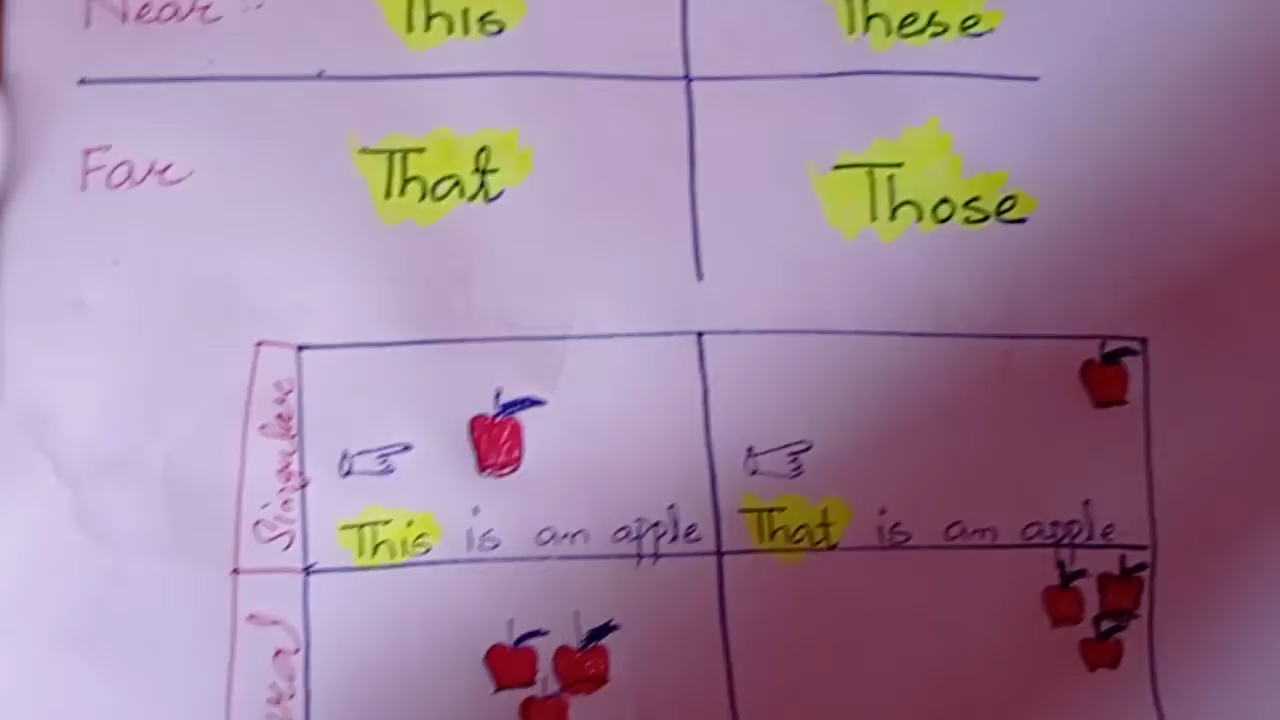 Near This These
Far That Those
Singular
This is an apple That is an apple